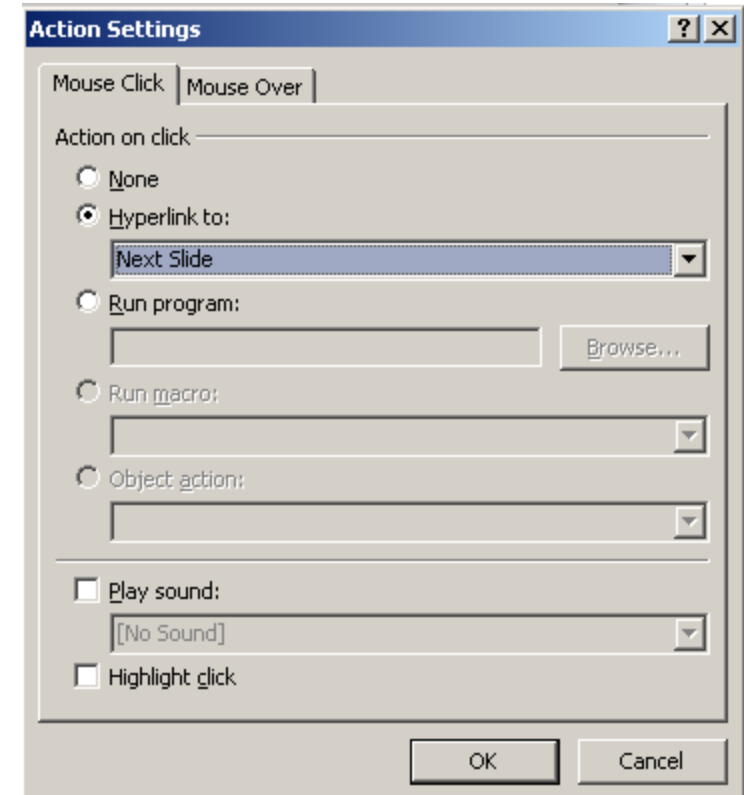 Action Settings
Mouse Click Mouse Over
Action on click
None
Hyperlink to:
Next Slide
Run program:
Browse...
Run macro:
Object action:
Play sound:
[No Sound]
Highlight click
OK Cancel